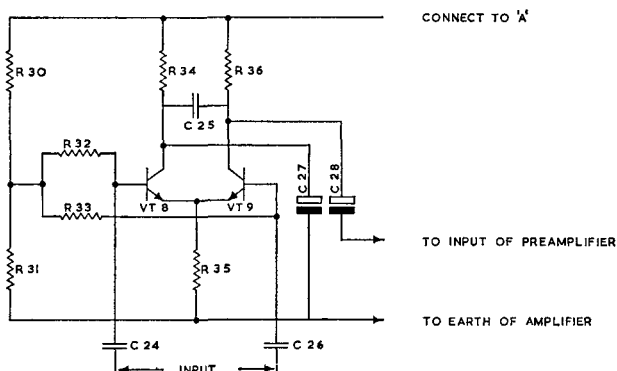 CONNECT TO 'A'
R 30
R 34
R 36
C 25
R 32
C 27
C 28
VT 8
VT 9
R 33
TO INPUT OF PREAMPLIFIER
R 31
R 35
TO EARTH OF AMPLIFIER
C 24
C 26
INPUT